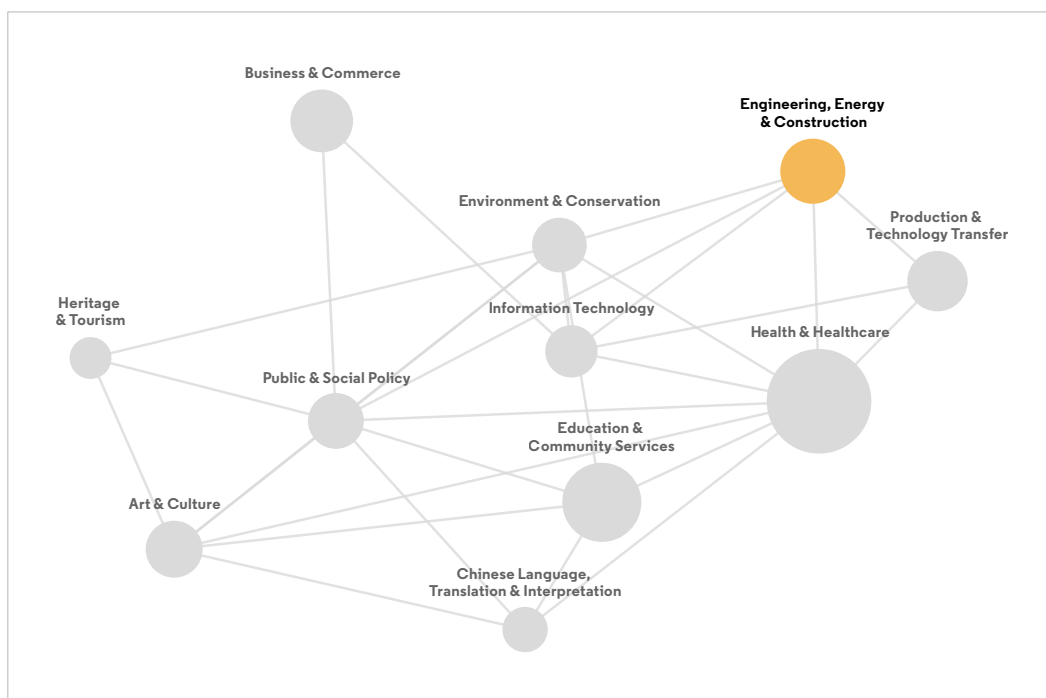 Business & Commerce
Engineering, Energy
& Construction
Environment & Conservation
Production &
Technology Transfer
Heritage
& Tourism
Information Technology
Health & Healthcare
Public & Social Policy
Education &
Community Services
Art & Culture
Chinese Language,
Translation & Interpretation